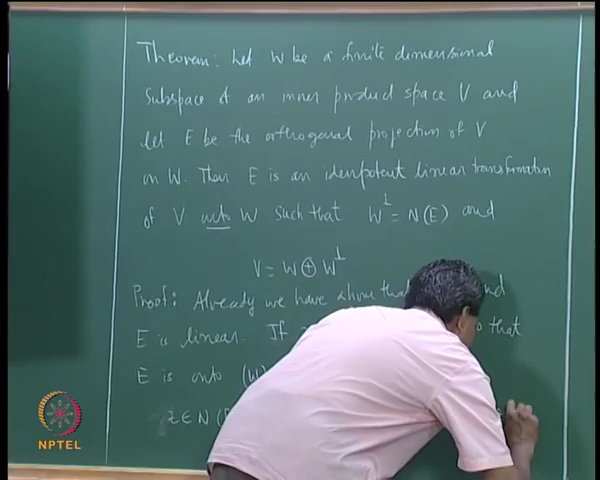 Theorem: Let W be a finite dimensional
Subspace of an inner product space V and
let E be the orthogonal projection of V
on W. Then E is an idempotent linear transformation
of V onto W such that W⊥ = N(E) and
V = W ⊕ W⊥
Proof: Already we have shown that
E is linear. If so that
E is onto (W)
z ∈ N(E
NPTEL